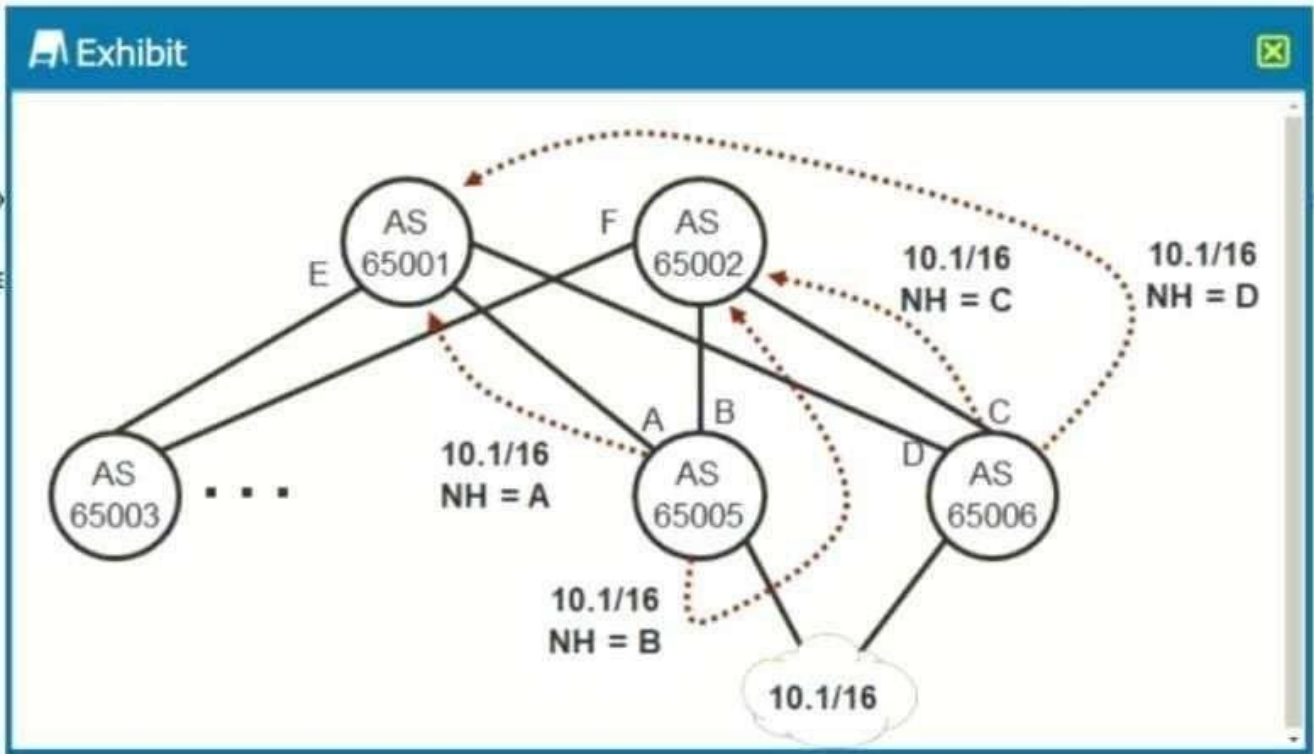 Exhibit
AS
65001
F
AS
65002
E
10.1/16
NH = C
10.1/16
NH = D
A
B
C
D
10.1/16
NH = A
AS
65003
. . .
AS
65005
AS
65006
10.1/16
NH = B
10.1/16